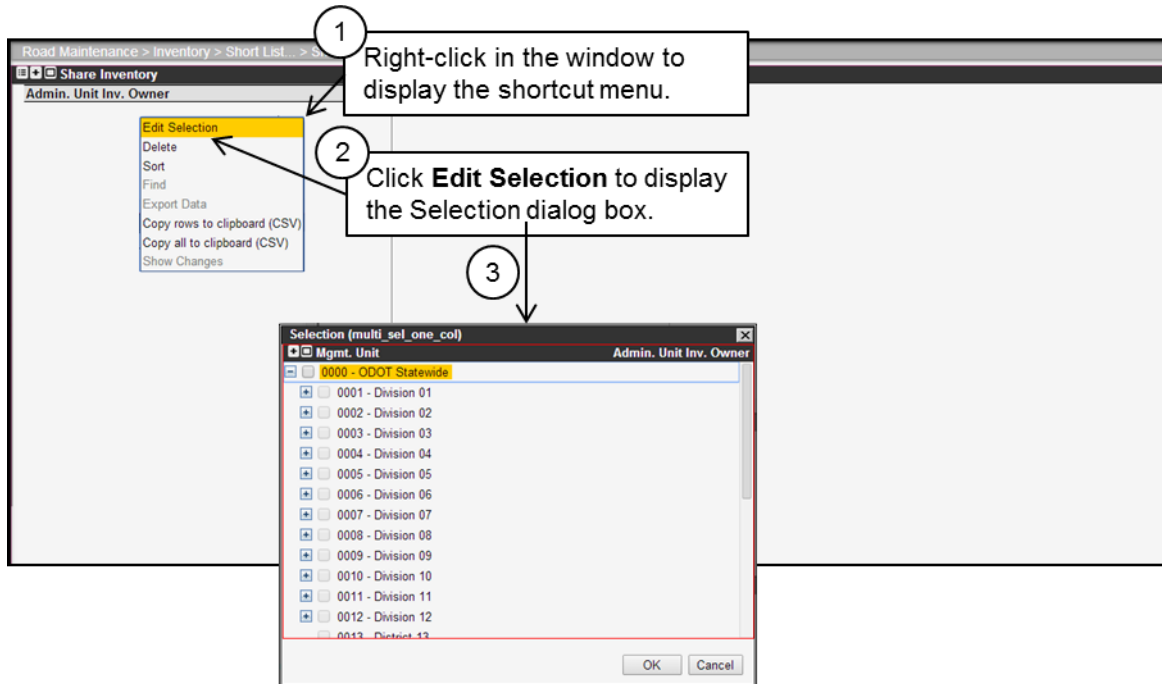 1
Road Maintenance > Inventory > Short List... > S
Right-click in the window to
display the shortcut menu.
Share Inventory
Admin. Unit Inv. Owner
Edit Selection
Delete
Sort
Find
Export Data
Copy rows to clipboard (CSV)
Copy all to clipboard (CSV)
Show Changes
2
Click Edit Selection to display
the Selection dialog box.
3
Selection (multi_sel_one_col)
Mgmt. Unit Admin. Unit Inv. Owner
0000 - ODOT Statewide
0001 - Division 01
0002 - Division 02
0003 - Division 03
0004 - Division 04
0005 - Division 05
0006 - Division 06
0007 - Division 07
0008 - Division 08
0009 - Division 09
0010 - Division 10
0011 - Division 11
0012 - Division 12
0013 - District 13
OK Cancel